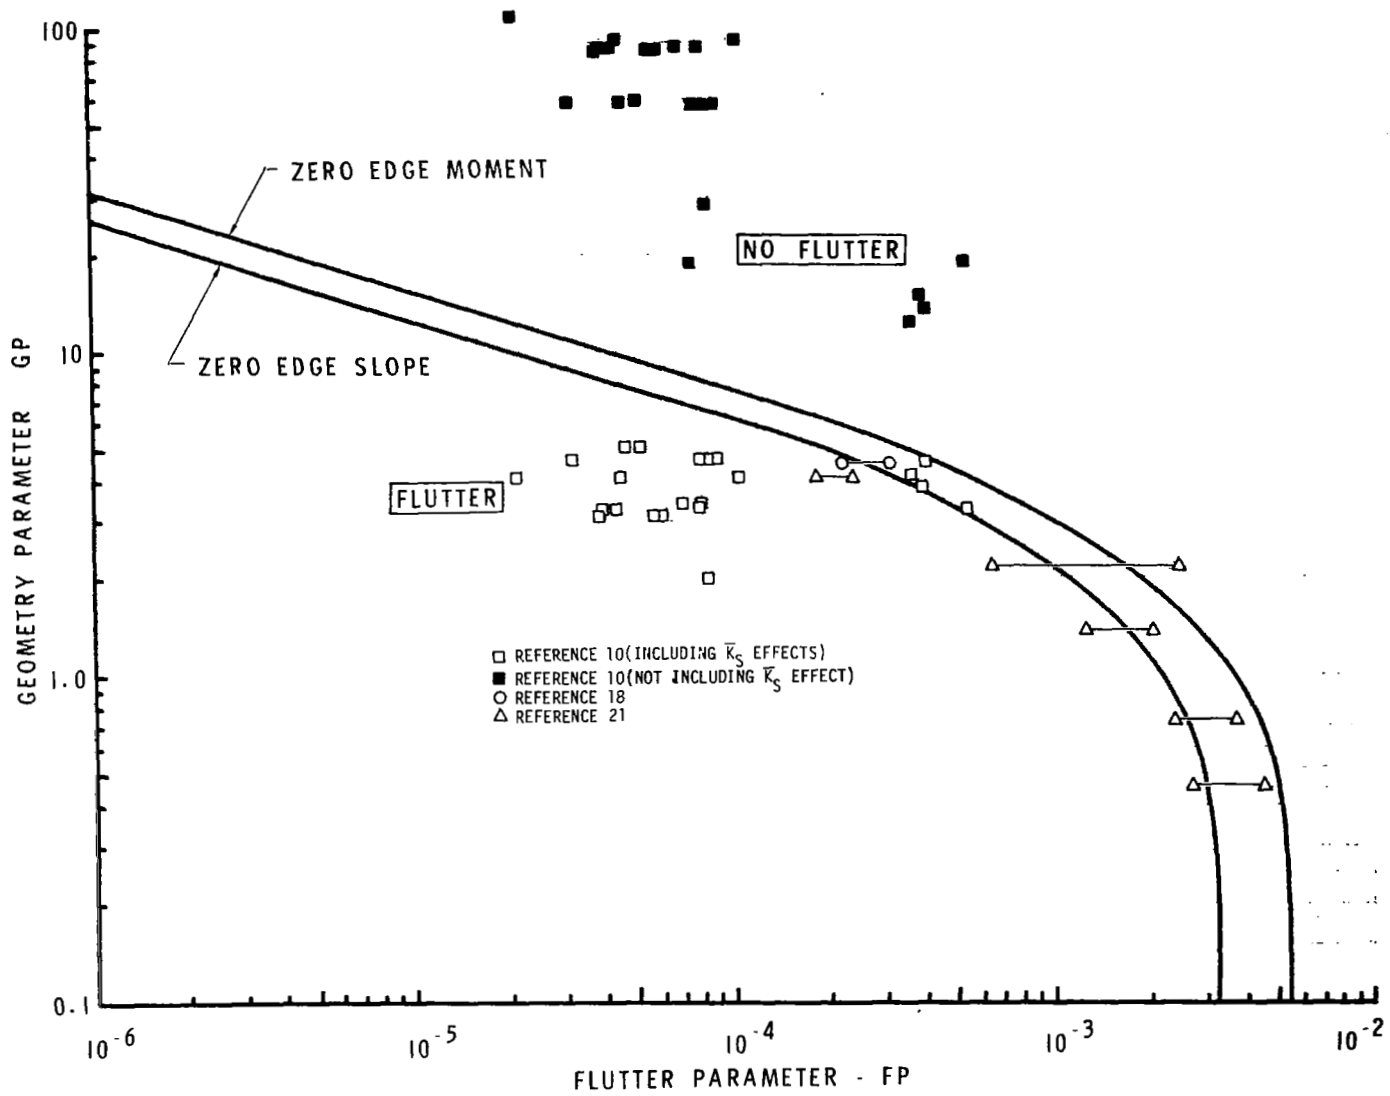 100
ZERO EDGE MOMENT
NO FLUTTER
10
ZERO EDGE SLOPE
GEOMETRY PARAMETER GP
FLUTTER
□ REFERENCE 10(INCLUDING K̅S EFFECTS)
■ REFERENCE 10(NOT INCLUDING K̅S EFFECT)
○ REFERENCE 18
△ REFERENCE 21
1.0
0.1
10-6 10-5 10-4 10-3 10-2
FLUTTER PARAMETER - FP